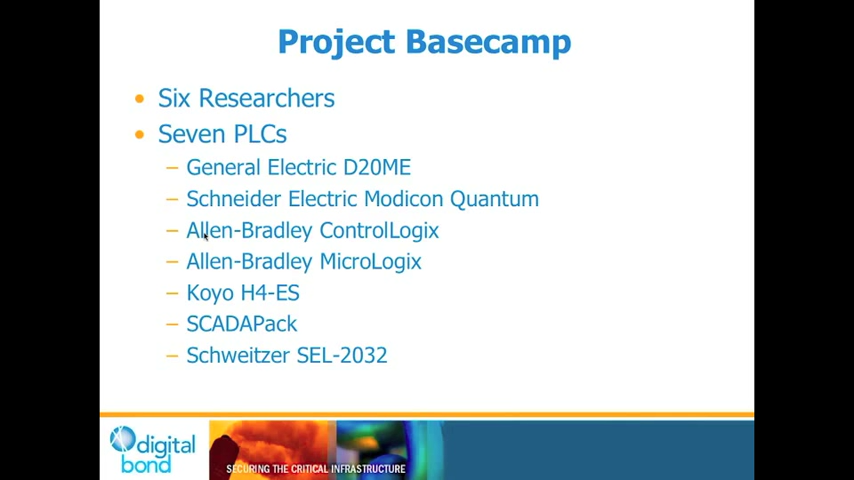 Project Basecamp
• Six Researchers
• Seven PLCs
– General Electric D20ME
– Schneider Electric Modicon Quantum
– Allen-Bradley ControlLogix
– Allen-Bradley MicroLogix
– Koyo H4-ES
– SCADAPack
– Schweitzer SEL-2032
digital
bond
SECURING THE CRITICAL INFRASTRUCTURE